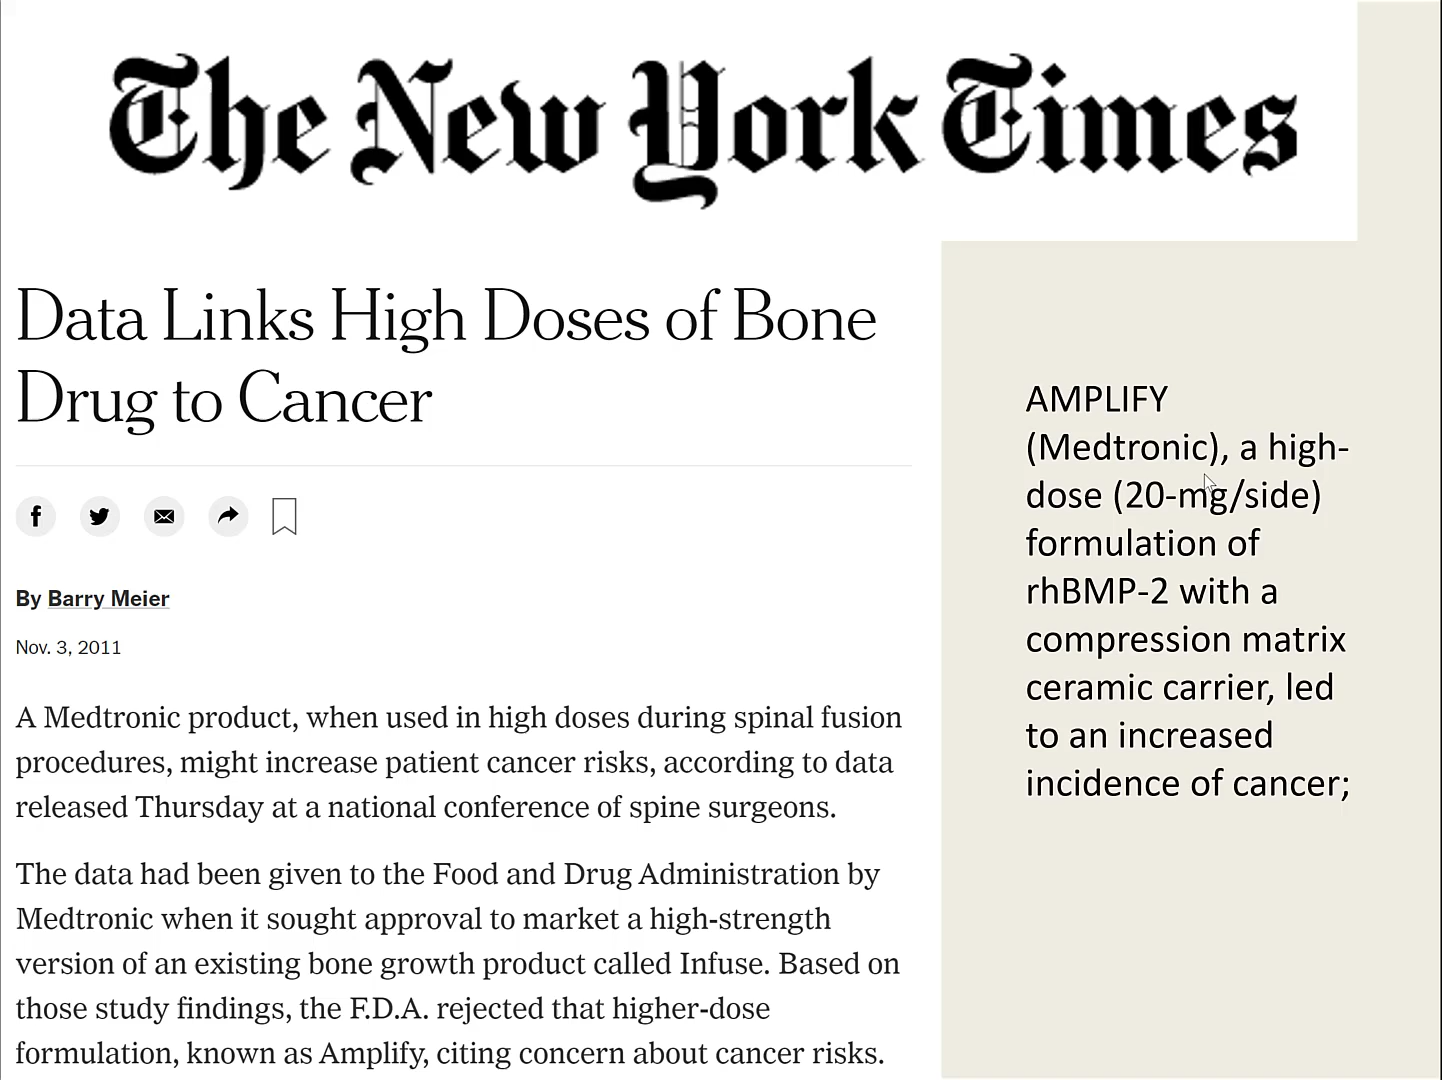 The New York Times
Data Links High Doses of Bone
Drug to Cancer
By Barry Meier
Nov. 3, 2011
A Medtronic product, when used in high doses during spinal fusion
procedures, might increase patient cancer risks, according to data
released Thursday at a national conference of spine surgeons.
The data had been given to the Food and Drug Administration by
Medtronic when it sought approval to market a high-strength
version of an existing bone growth product called Infuse. Based on
those study findings, the F.D.A. rejected that higher-dose
formulation, known as Amplify, citing concern about cancer risks.
AMPLIFY
(Medtronic), a high-
dose (20-mg/side)
formulation of
rhBMP-2 with a
compression matrix
ceramic carrier, led
to an increased
incidence of cancer;